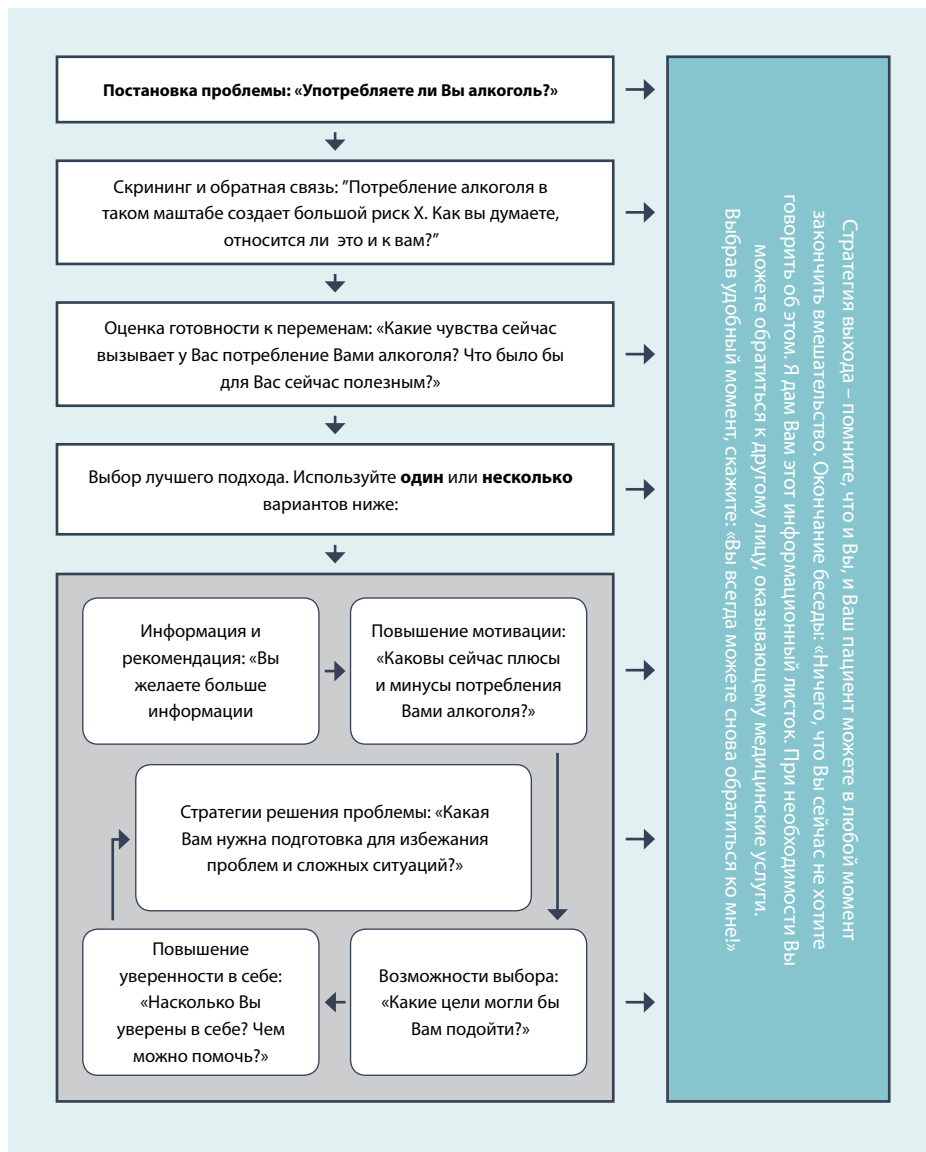 Постановка проблемы: «Употребляете ли Вы алкоголь?»
Скрининг и обратная связь: ”Потребление алкоголя в
таком маштабе создает большой риск X. Как вы думаете,
относится ли это и к вам?”
Оценка готовности к переменам: «Какие чувства сейчас
вызывает у Вас потребление Вами алкоголя? Что было бы
для Вас сейчас полезным?»
Выбор лучшего подхода. Используйте один или несколько
вариантов ниже:
Информация и
рекомендация: «Вы
желаете больше
информации
Повышение мотивации:
«Каковы сейчас плюсы
и минусы потребления
Вами алкоголя?»
Стратегии решения проблемы: «Какая
Вам нужна подготовка для избежания
проблем и сложных ситуаций?»
Повышение
уверенности в себе:
«Насколько Вы
уверены в себе? Чем
можно помочь?»
Возможности выбора:
«Какие цели могли бы
Вам подойти?»
Стратегия выхода – помните, что и Вы, и Ваш пациент можете в любой момент
закончить вмешательство. Окончание беседы: «Ничего, что Вы сейчас не хотите
говорить об этом. Я дам Вам этот информационный листок. При необходимости Вы
можете обратиться к другому лицу, оказывающему медицинские услуги.
Выбрав удобный момент, скажите: «Вы всегда можете снова обратиться ко мне!»